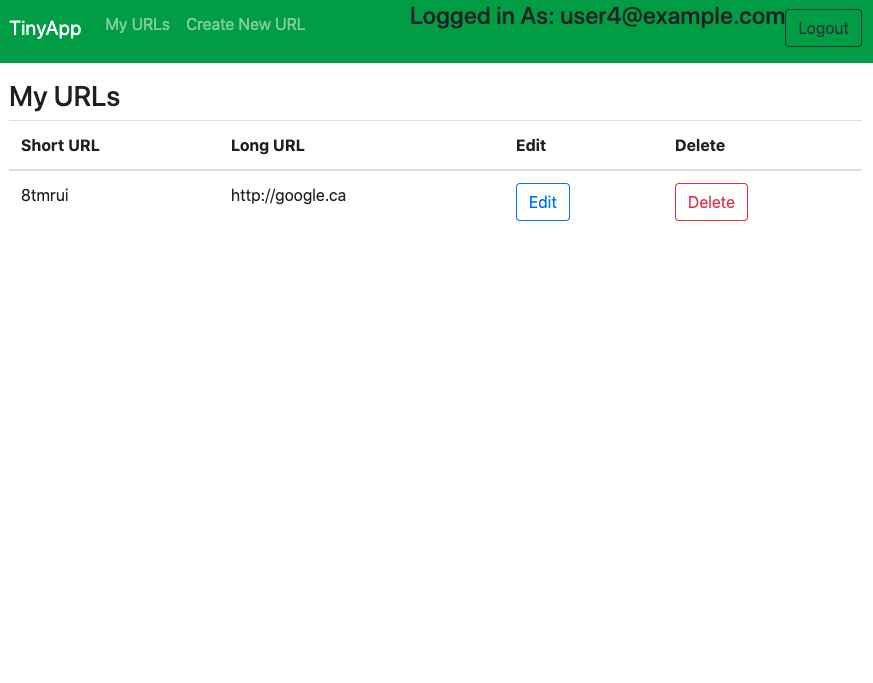 TinyApp My URLs Create New URL Logged in As: user4@example.com Logout
My URLs
Short URL Long URL Edit Delete
8tmrui http://google.ca Edit Delete